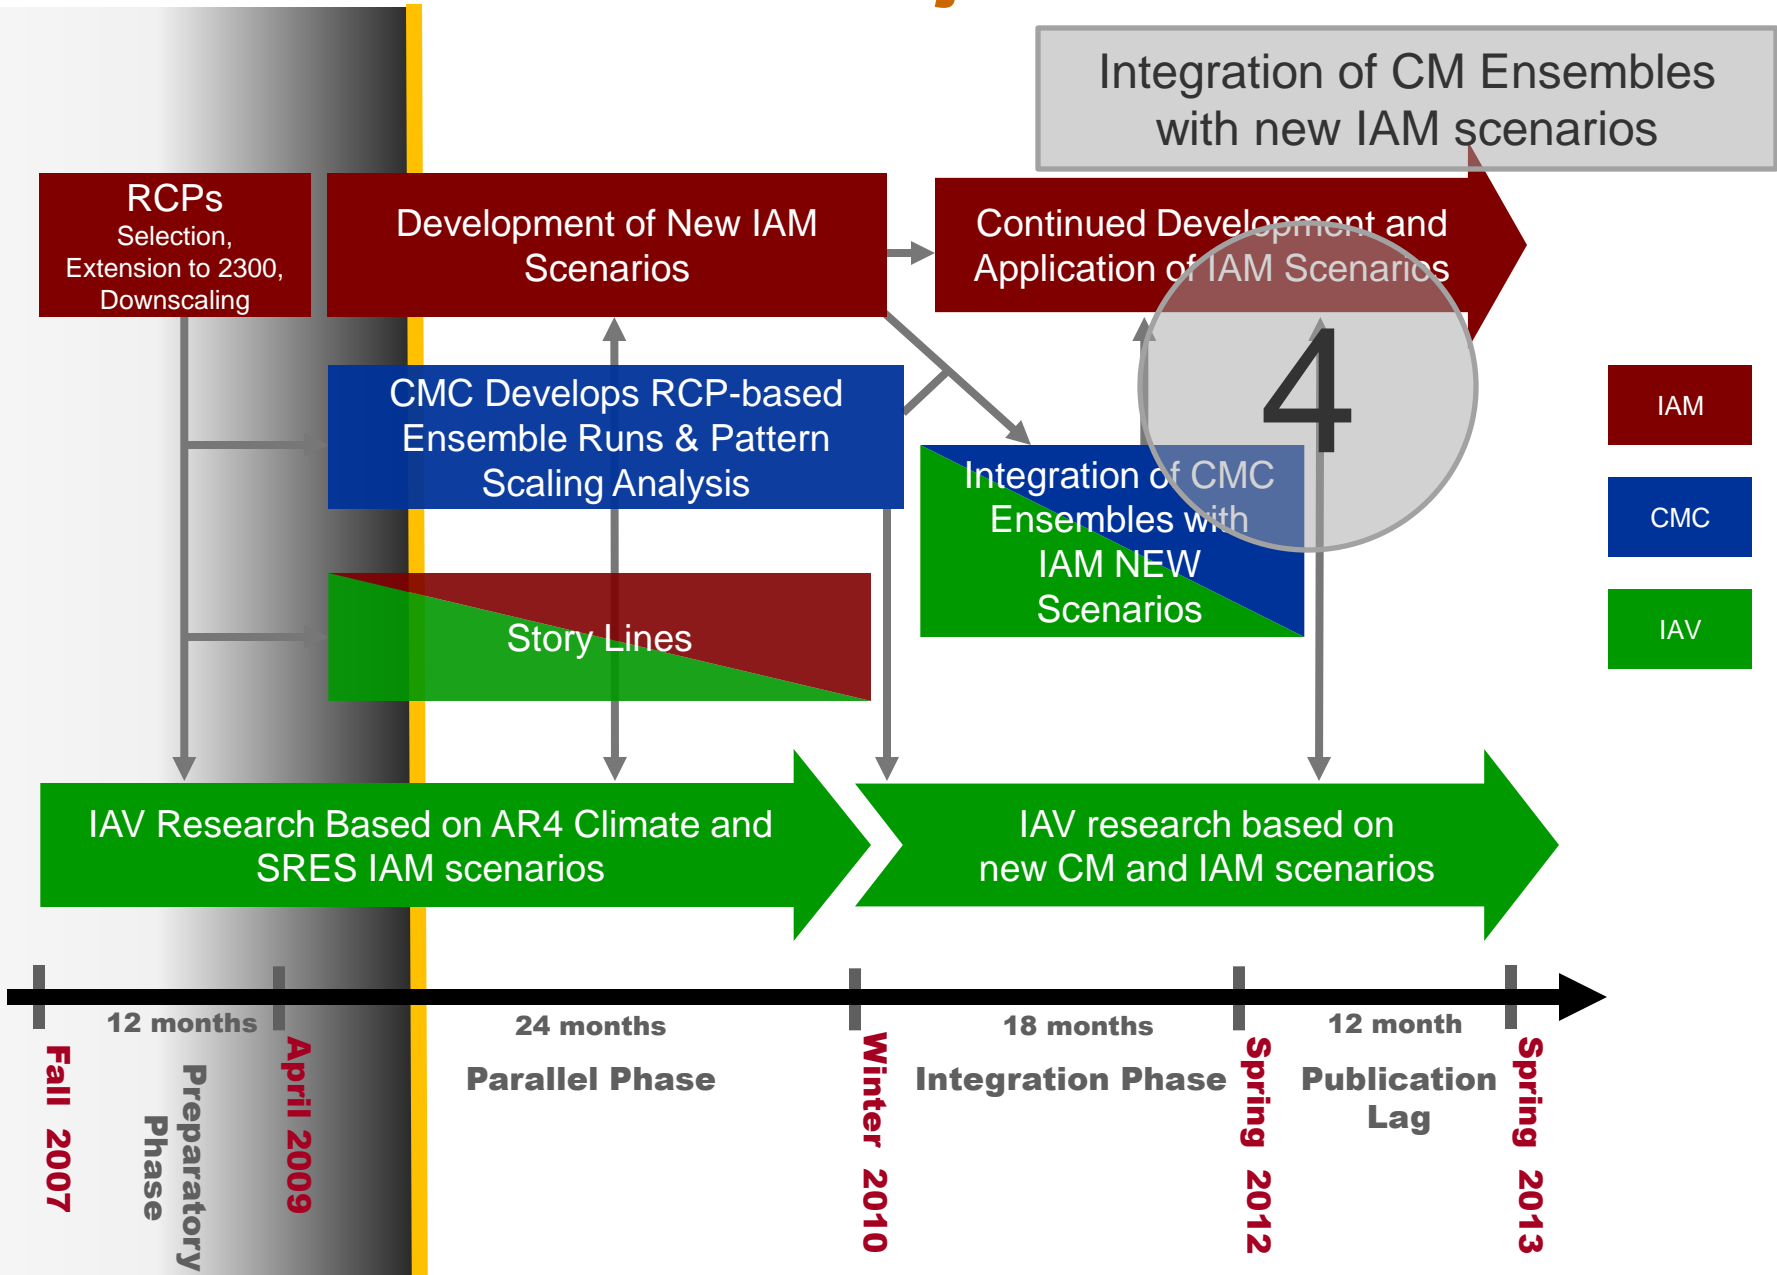 Integration of CM Ensembles
with new IAM scenarios
RCPs
Selection,
Extension to 2300,
Downscaling
Development of New IAM
Scenarios
Continued Development and
Application of IAM Scenarios
4
CMC Develops RCP-based
Ensemble Runs & Pattern
Scaling Analysis
Integration of CMC
Ensembles with
IAM NEW
Scenarios
Story Lines
IAM
CMC
IAV
IAV Research Based on AR4 Climate and
SRES IAM scenarios
IAV research based on
new CM and IAM scenarios
12 months
24 months
18 months
12 month
Fall 2007
Preparatory
Phase
April 2009
Parallel Phase
Winter 2010
Integration Phase
Spring 2012
Publication
Lag
Spring 2013